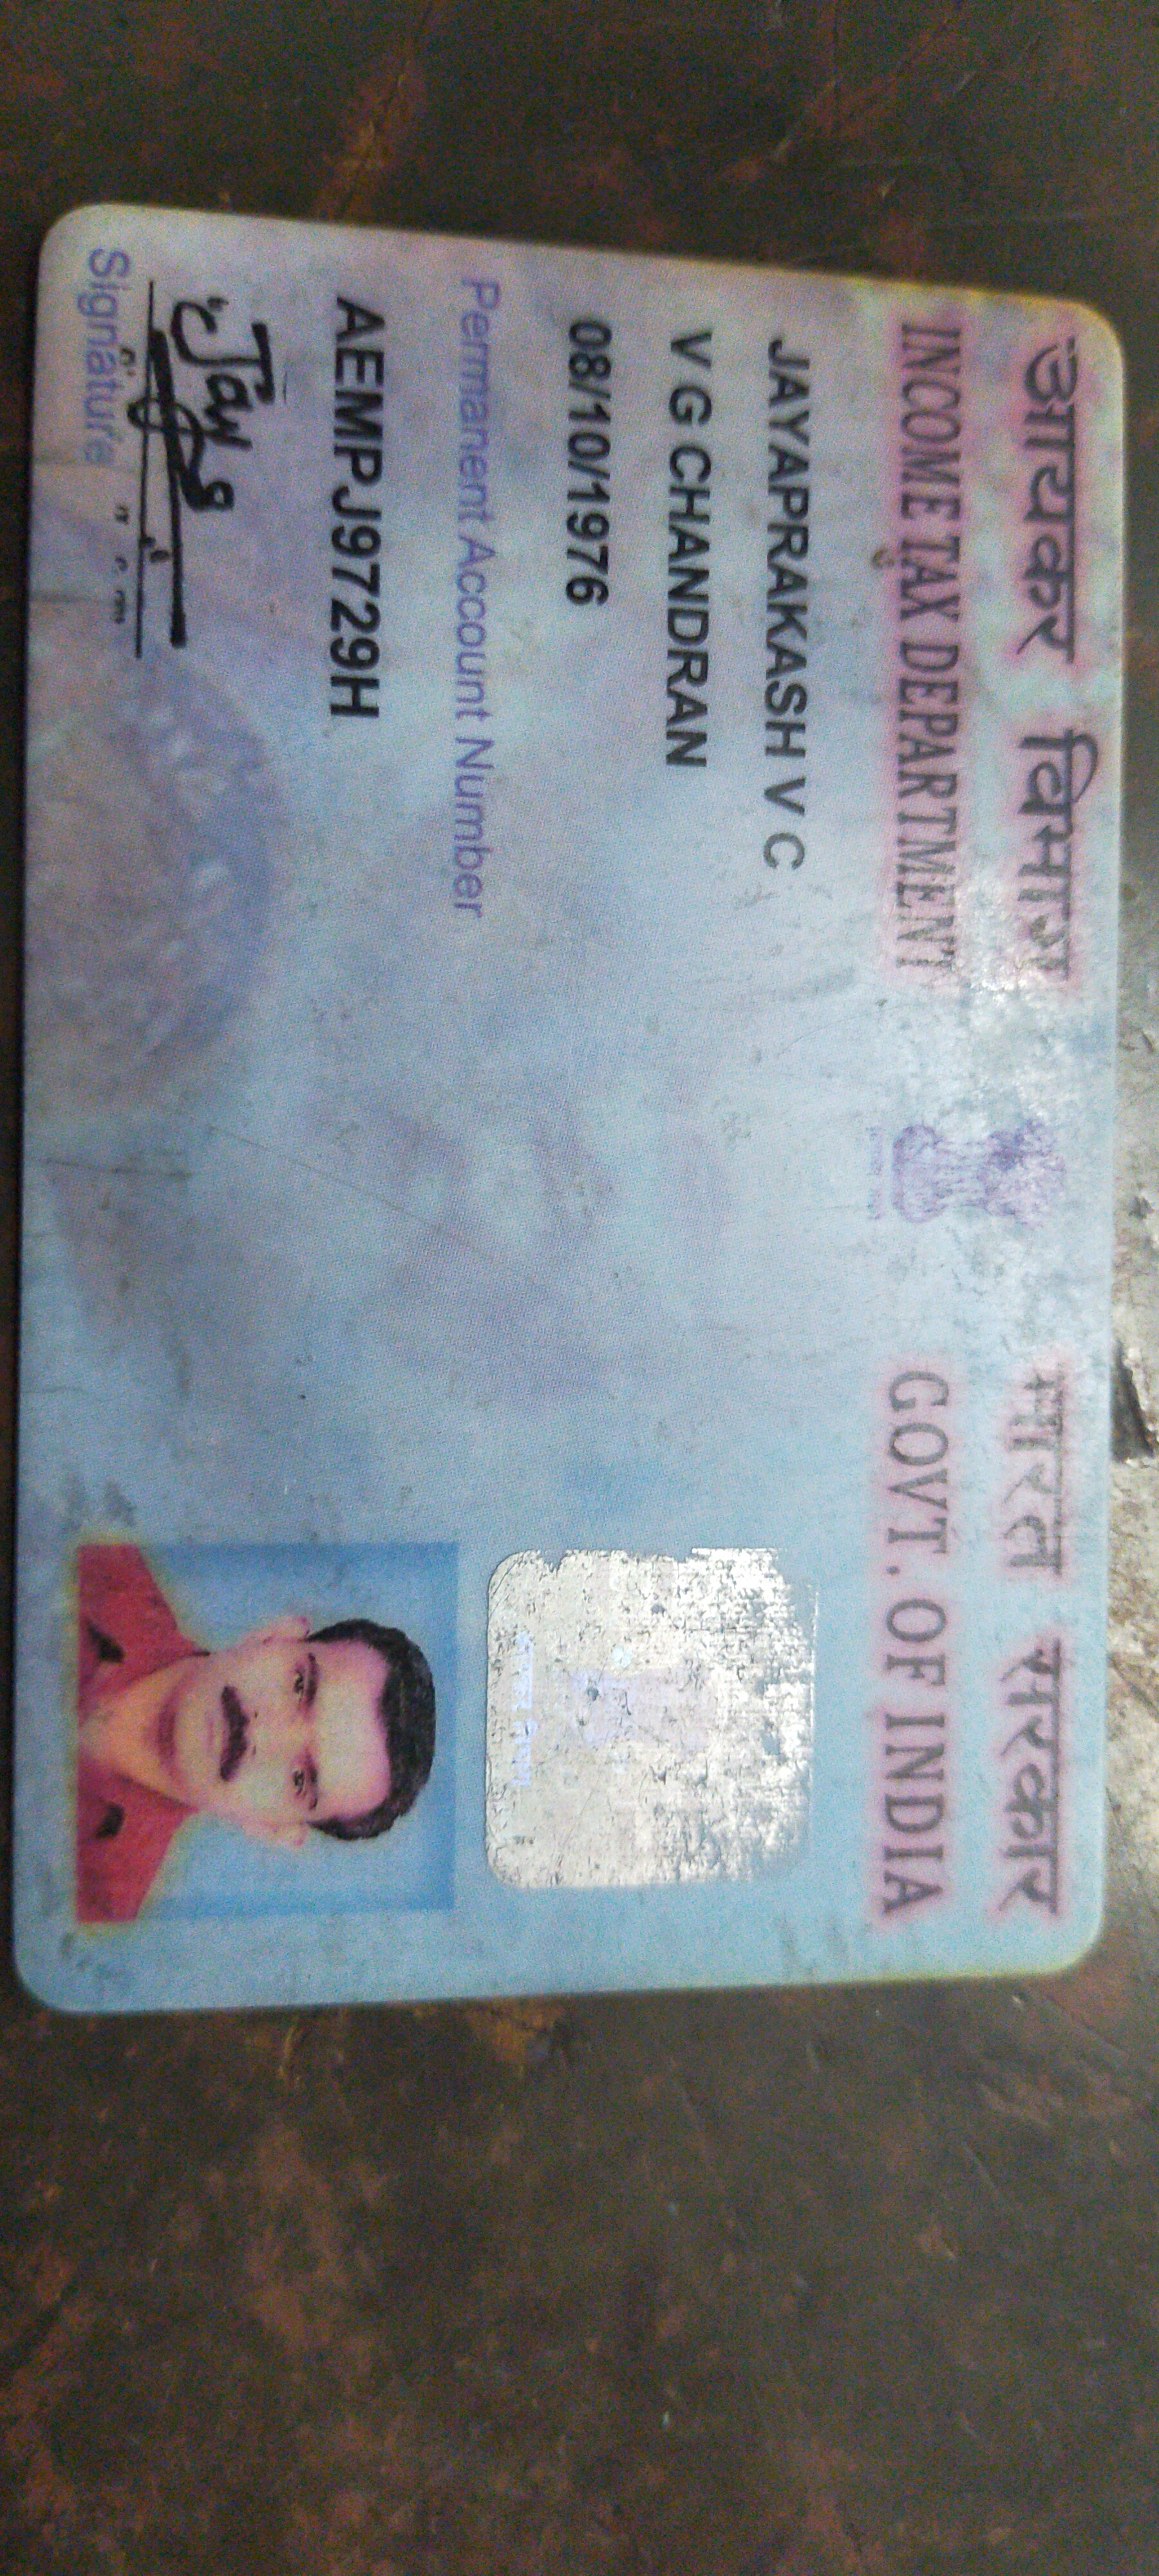 आयकर विभाग भारत सरकार
INCOME TAX DEPARTMENT GOVT. OF INDIA
JAYAPRAKASH V C
V G CHANDRAN
08/10/1976
Permanent Account Number
AEMPJ9729H
Signature